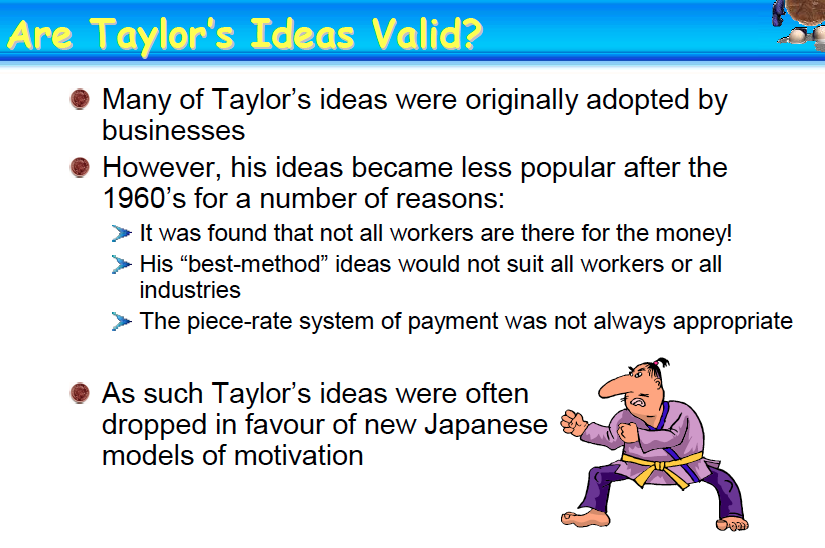 Are Taylor's Ideas Valid?
Many of Taylor's ideas were originally adopted by
businesses
However, his ideas became less popular after the
1960's for a number of reasons:
It was found that not all workers are there for the money!
His "best-method" ideas would not suit all workers or all
industries
The piece-rate system of payment was not always appropriate
As such Taylor's ideas were often
dropped in favour of new Japanese
models of motivation